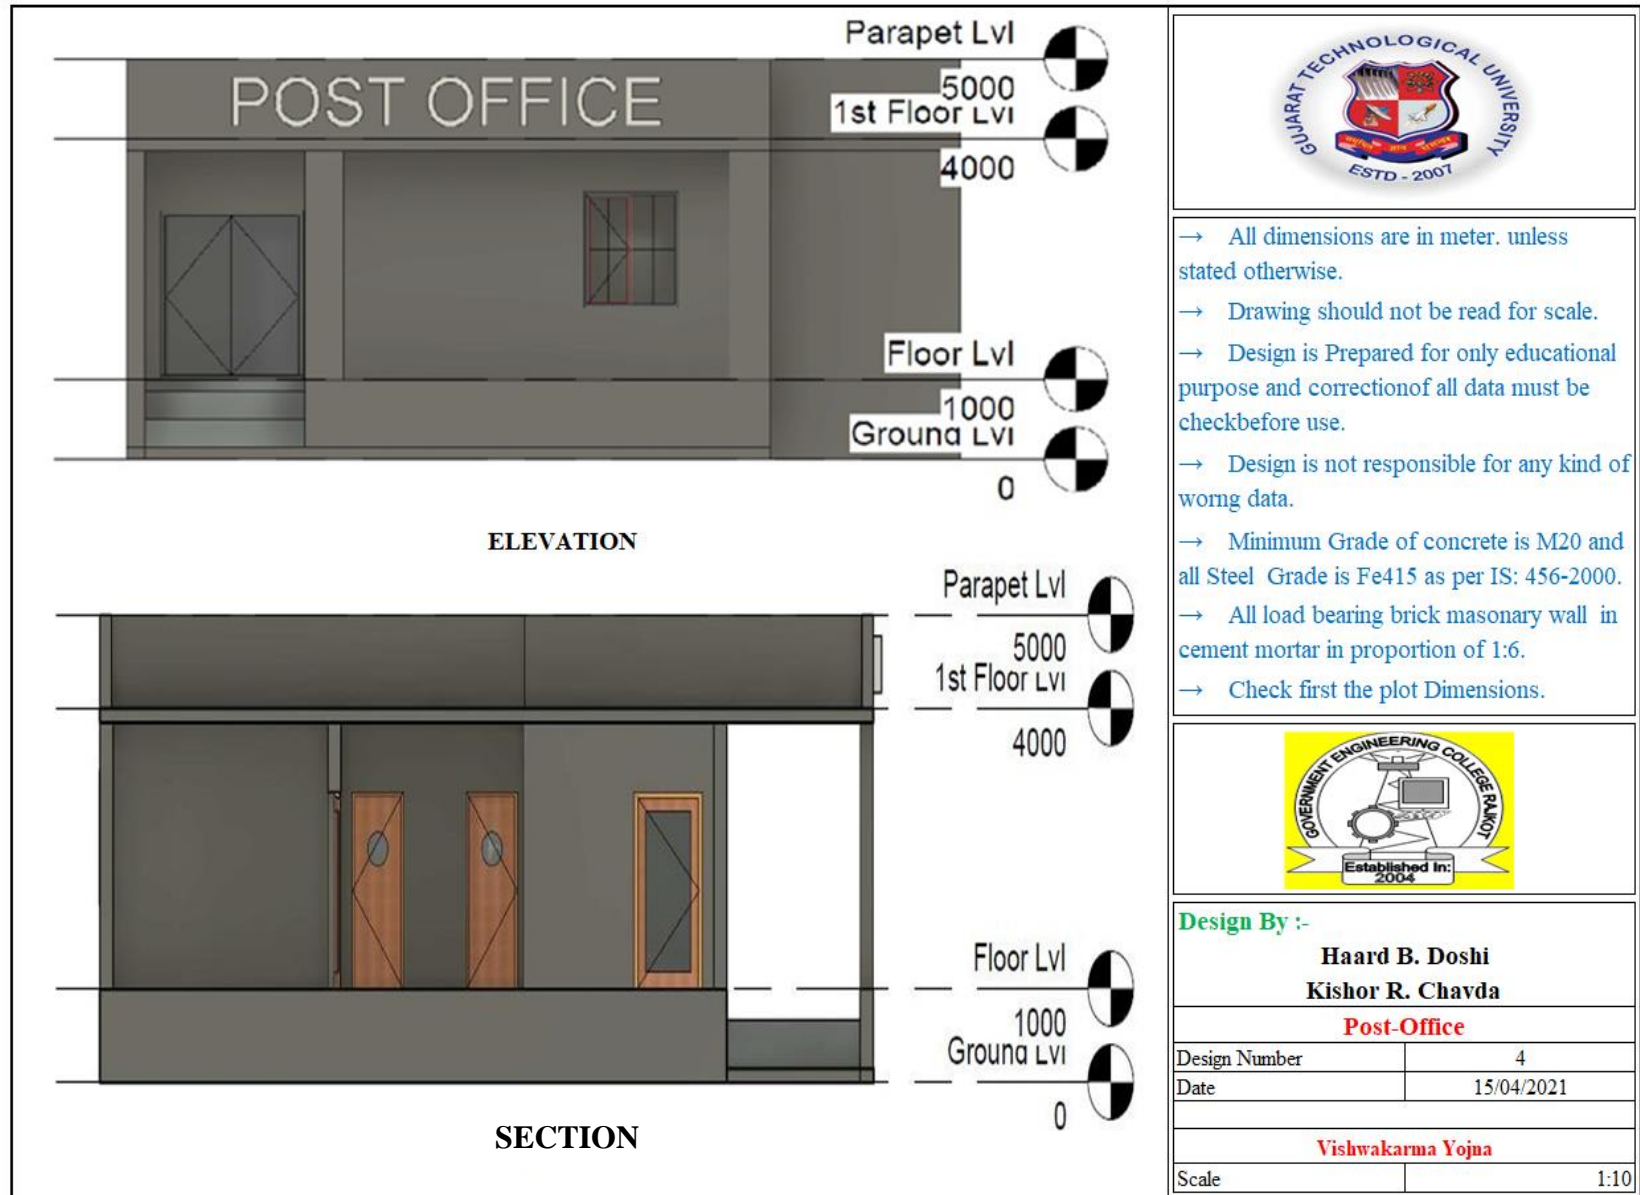 Parapet Lvl
5000
1st Floor Lvl
4000
POST OFFICE
Floor Lvl
1000
Ground Lvl
0
ELEVATION
Parapet Lvl
5000
1st Floor Lvl
4000
Floor Lvl
1000
Ground Lvl
0
SECTION
GUJARAT TECHNOLOGICAL UNIVERSITY
ESTD - 2007
→ All dimensions are in meter. unless
stated otherwise.
→ Drawing should not be read for scale.
→ Design is Prepared for only educational
purpose and correctionof all data must be
checkbefore use.
→ Design is not responsible for any kind of
worng data.
→ Minimum Grade of concrete is M20 and
all Steel Grade is Fe415 as per IS: 456-2000.
→ All load bearing brick masonary wall in
cement mortar in proportion of 1:6.
→ Check first the plot Dimensions.
GOVERNMENT ENGINEERING COLLEGE RAJKOT
Established In:
2004
Design By :-
Haard B. Doshi
Kishor R. Chavda
Post-Office
Design Number 4
Date 15/04/2021
Vishwakarma Yojna
Scale 1:10